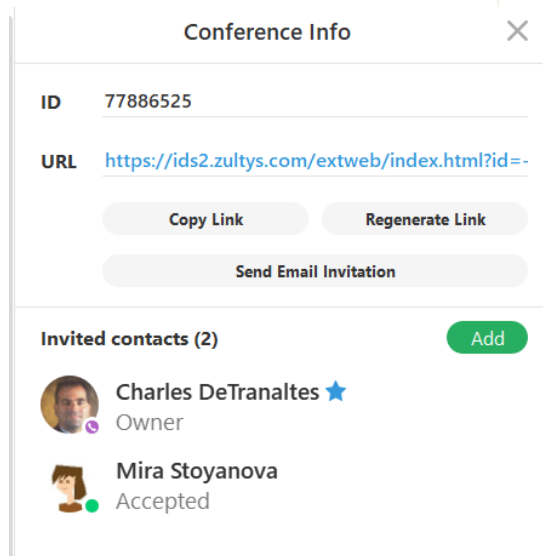 Conference Info
ID 77886525
URL https://ids2.zultys.com/extweb/index.html?id=-
Copy Link Regenerate Link
Send Email Invitation
Invited contacts (2) Add
Charles DeTranaltes
Owner
Mira Stoyanova
Accepted